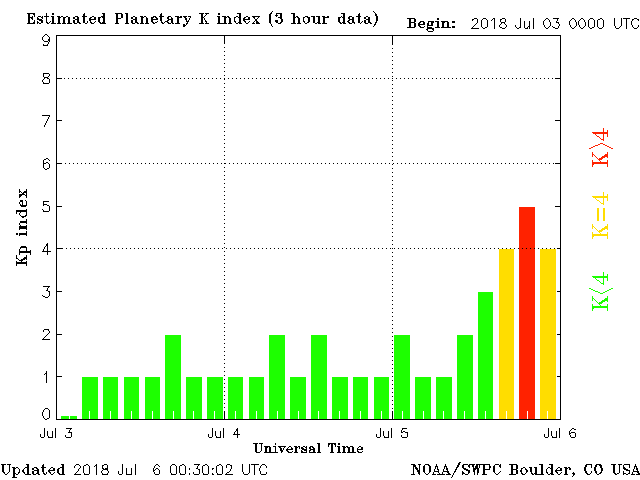 Estimated Planetary K index (3 hour data)
Begin: 2018 Jul 03 0000 UTC
9
8
7
6
5
4
3
2
1
0
Kp index
K>4
K=4
K<4
Jul 3
Jul 4
Jul 5
Jul 6
Universal Time
Updated 2018 Jul 6 00:30:02 UTC
NOAA/SWPC Boulder, CO USA